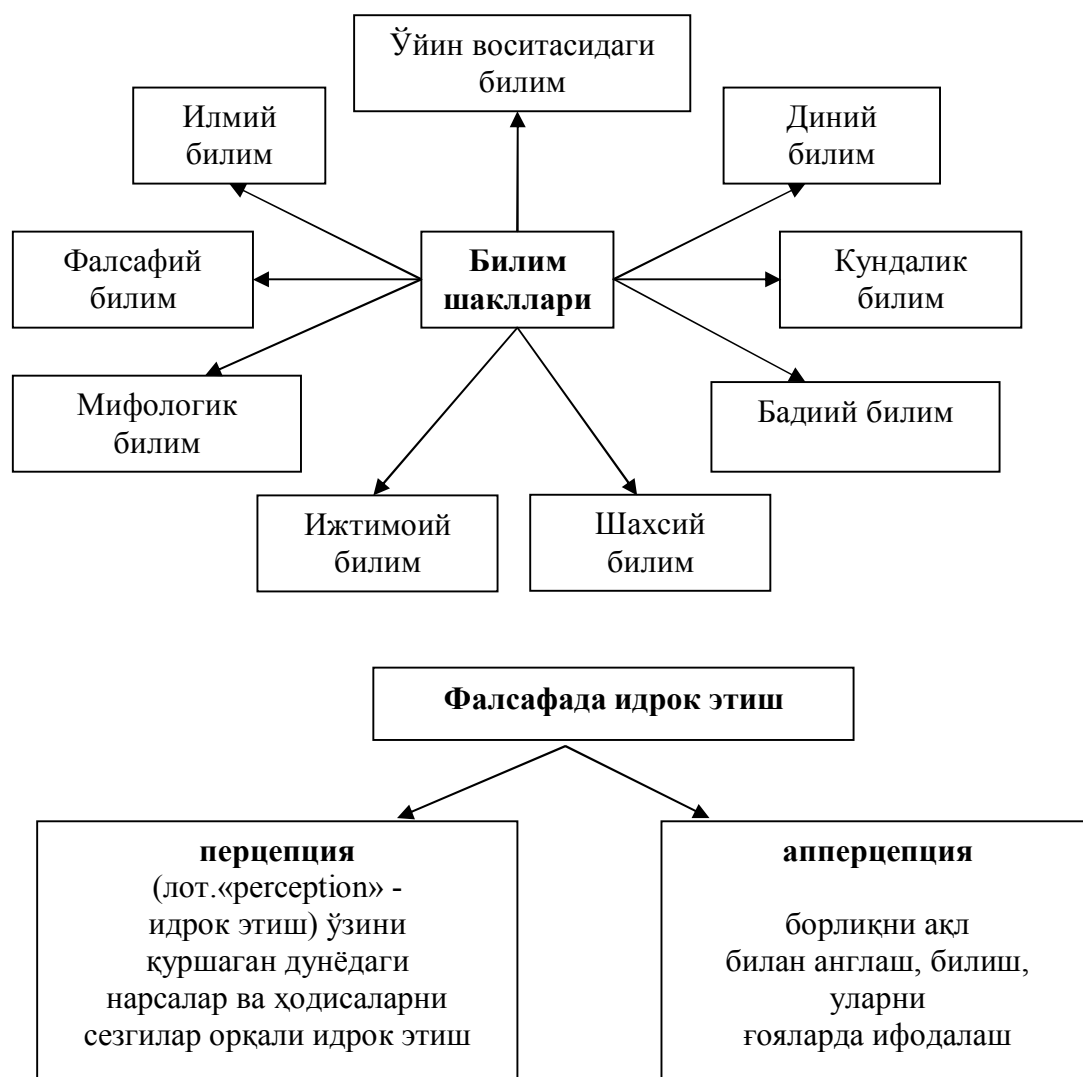 Ўйин воситасидаги
билим
Илмий
билим
Диний
билим
Фалсафий
билим
Билим
шакллари
Кундалик
билим
Мифологик
билим
Бадиий билим
Ижтимоий
билим
Шахсий
билим
Фалсафада идрок этиш
перцепция
(лот.«perception» -
идрок этиш) ўзини
қуршаган дунёдаги
нарсалар ва ҳодисаларни
сезгилар орқали идрок этиш
апперцепция
борлиқни ақл
билан англаш, билиш,
уларни
ғояларда ифодалаш